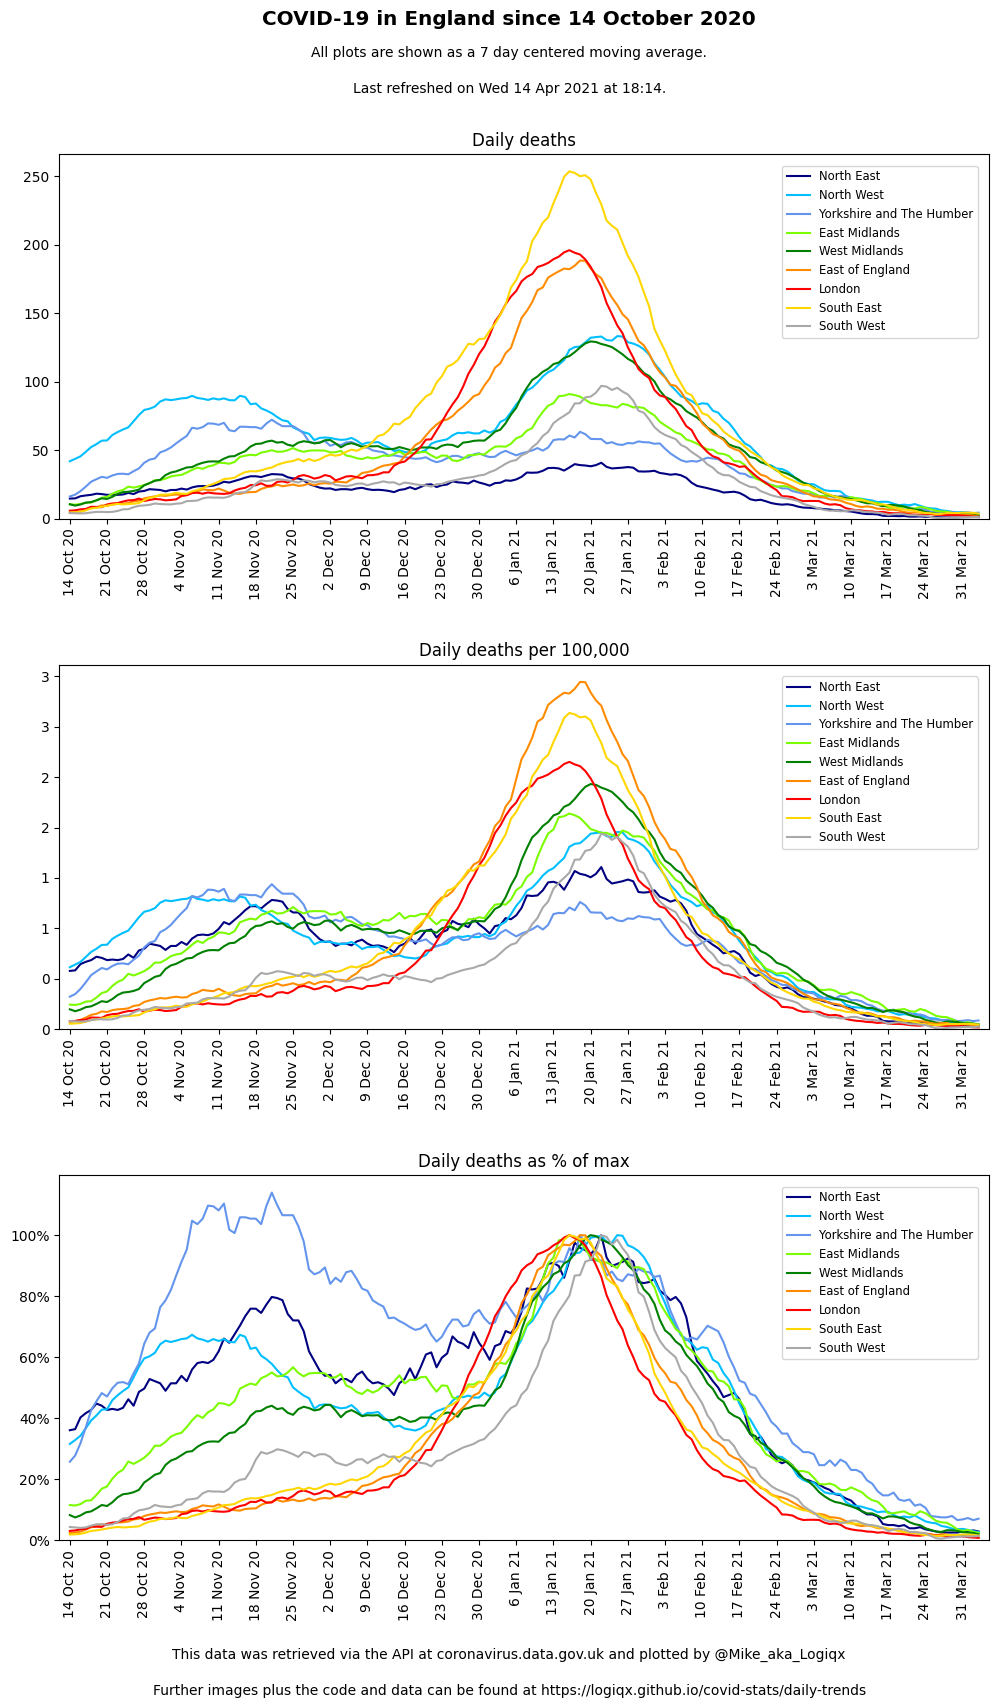 COVID-19 in England since 14 October 2020
All plots are shown as a 7 day centered moving average.
Last refreshed on Wed 14 Apr 2021 at 18:14.
Daily deaths
250
200
150
100
50
0
North East
North West
Yorkshire and The Humber
East Midlands
West Midlands
East of England
London
South East
South West
14 Oct 20
21 Oct 20
28 Oct 20
4 Nov 20
11 Nov 20
18 Nov 20
25 Nov 20
2 Dec 20
9 Dec 20
16 Dec 20
23 Dec 20
30 Dec 20
6 Jan 21
13 Jan 21
20 Jan 21
27 Jan 21
3 Feb 21
10 Feb 21
17 Feb 21
24 Feb 21
3 Mar 21
10 Mar 21
17 Mar 21
24 Mar 21
31 Mar 21
Daily deaths per 100,000
3
3
2
2
1
1
0
0
North East
North West
Yorkshire and The Humber
East Midlands
West Midlands
East of England
London
South East
South West
14 Oct 20
21 Oct 20
28 Oct 20
4 Nov 20
11 Nov 20
18 Nov 20
25 Nov 20
2 Dec 20
9 Dec 20
16 Dec 20
23 Dec 20
30 Dec 20
6 Jan 21
13 Jan 21
20 Jan 21
27 Jan 21
3 Feb 21
10 Feb 21
17 Feb 21
24 Feb 21
3 Mar 21
10 Mar 21
17 Mar 21
24 Mar 21
31 Mar 21
Daily deaths as % of max
100%
80%
60%
40%
20%
0%
North East
North West
Yorkshire and The Humber
East Midlands
West Midlands
East of England
London
South East
South West
14 Oct 20
21 Oct 20
28 Oct 20
4 Nov 20
11 Nov 20
18 Nov 20
25 Nov 20
2 Dec 20
9 Dec 20
16 Dec 20
23 Dec 20
30 Dec 20
6 Jan 21
13 Jan 21
20 Jan 21
27 Jan 21
3 Feb 21
10 Feb 21
17 Feb 21
24 Feb 21
3 Mar 21
10 Mar 21
17 Mar 21
24 Mar 21
31 Mar 21
This data was retrieved via the API at coronavirus.data.gov.uk and plotted by @Mike_aka_Logiqx
Further images plus the code and data can be found at https://logiqx.github.io/covid-stats/daily-trends